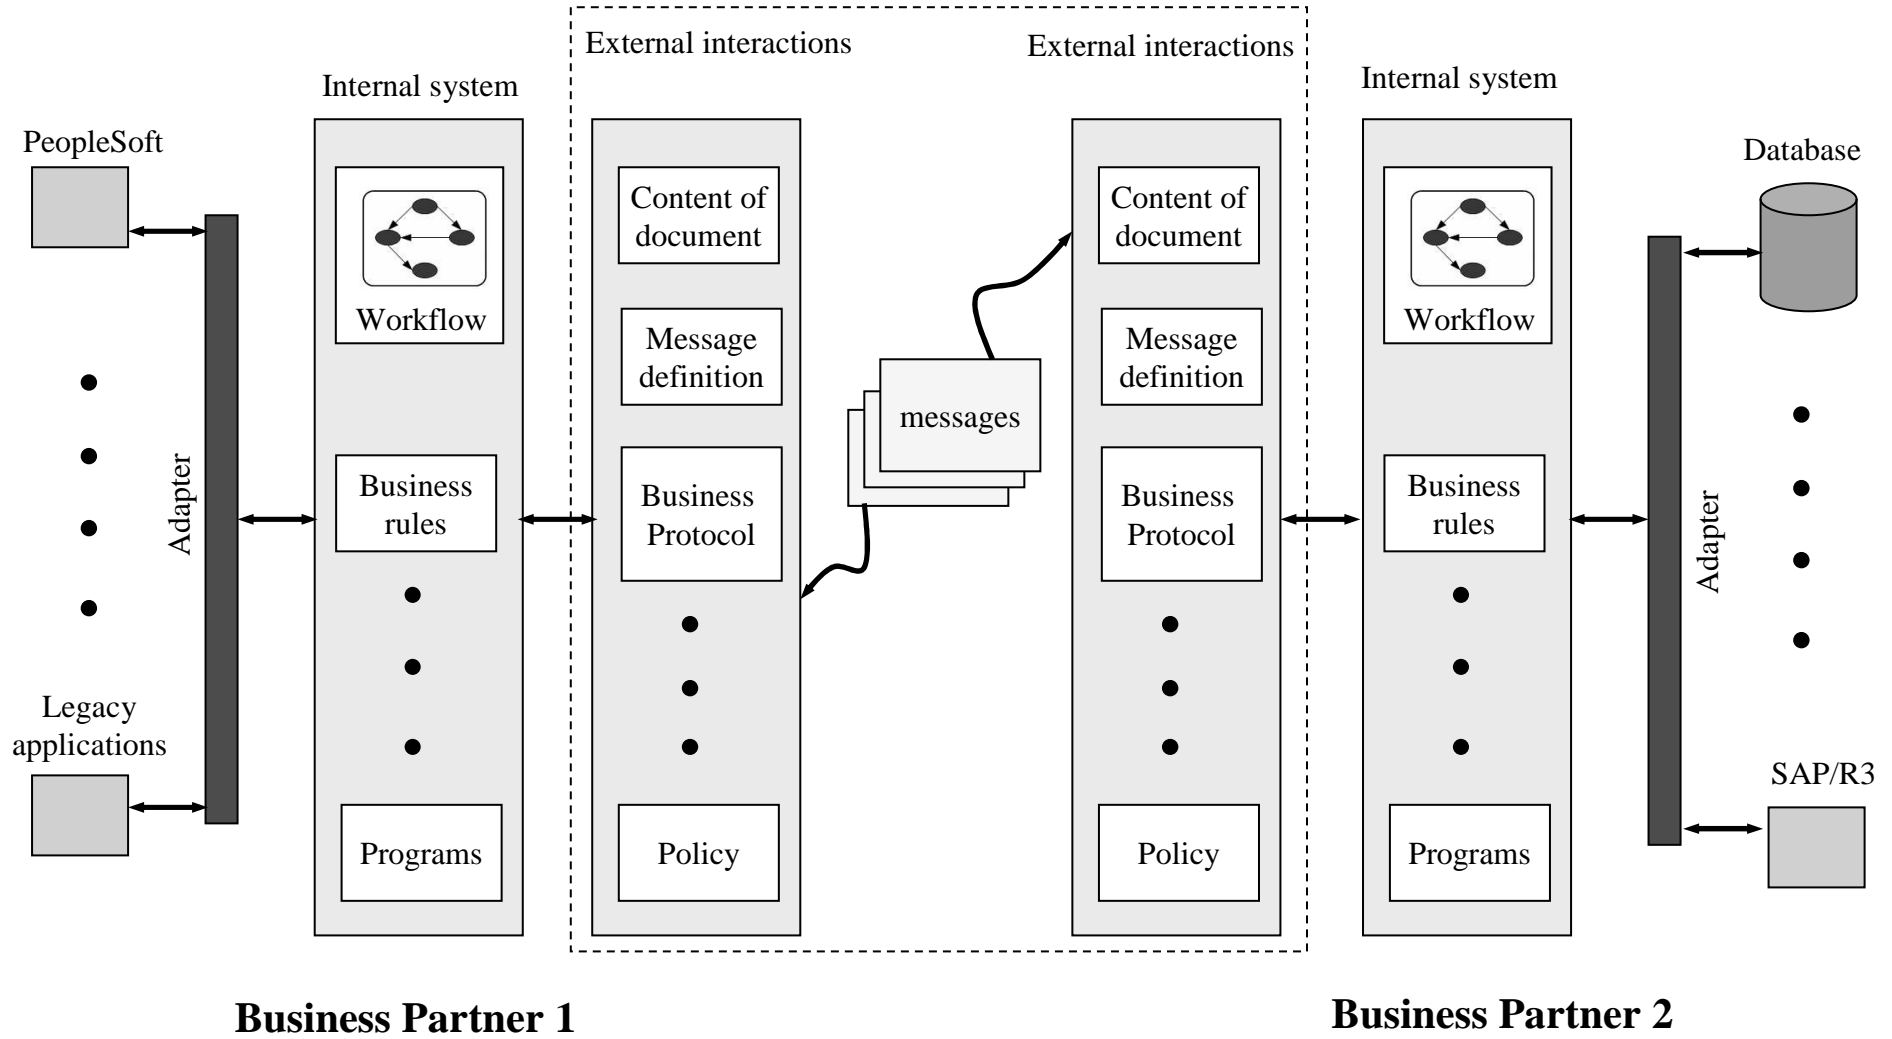 External interactions
External interactions
Internal system
Internal system
PeopleSoft
Database
Content of
document
Content of
document
Workflow
Workflow
Message
definition
Message
definition
messages
Adapter
Business
rules
Business
Protocol
Business
Protocol
Business
rules
Adapter
Legacy
applications
SAP/R3
Programs
Policy
Policy
Programs
Business Partner 1
Business Partner 2